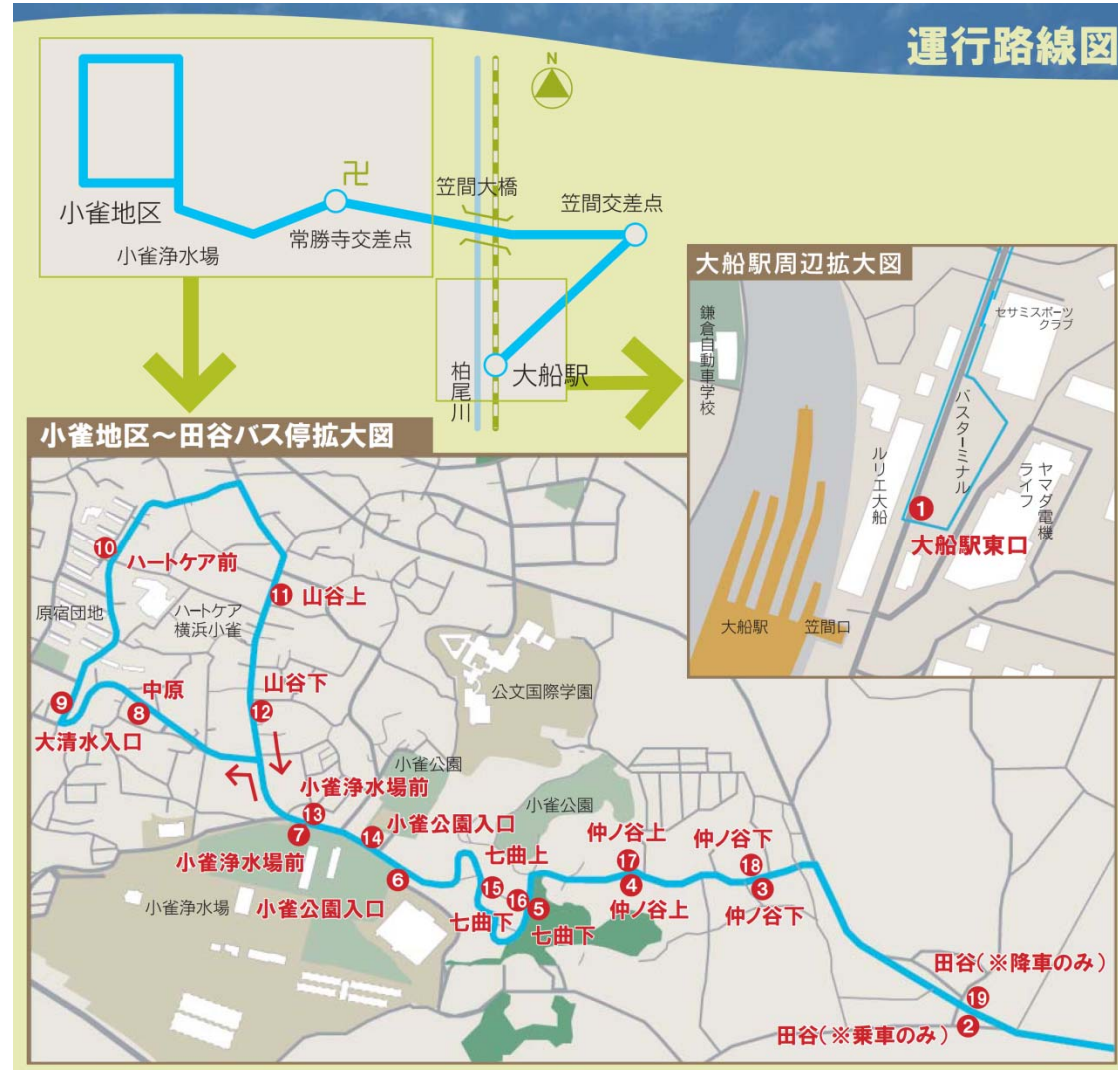 運行路線図
N
卍
笠間大橋
笠間交差点
小雀地区
常勝寺交差点
小雀浄水場
大船駅
柏尾川
大船駅周辺拡大図
鎌倉自動車学校
セサミスポーツ
クラブ
バスターミナル
ルリエ大船
ヤマダ電機
ライフ
1
大船駅東口
大船駅
笠間口
小雀地区～田谷バス停拡大図
10
ハートケア前
11
山谷上
原宿団地
ハートケア
横浜小雀
公文国際学園
9
大清水入口
中原
8
山谷下
12
小雀公園
小雀浄水場前
13
7
小雀浄水場前
14
小雀公園入口
6
小雀公園入口
小雀浄水場
小雀公園
七曲上
15
16
5
七曲下
七曲下
仲ノ谷上
17
4
仲ノ谷上
仲ノ谷下
18
3
仲ノ谷下
田谷(※降車のみ)
19
田谷(※乗車のみ)
2